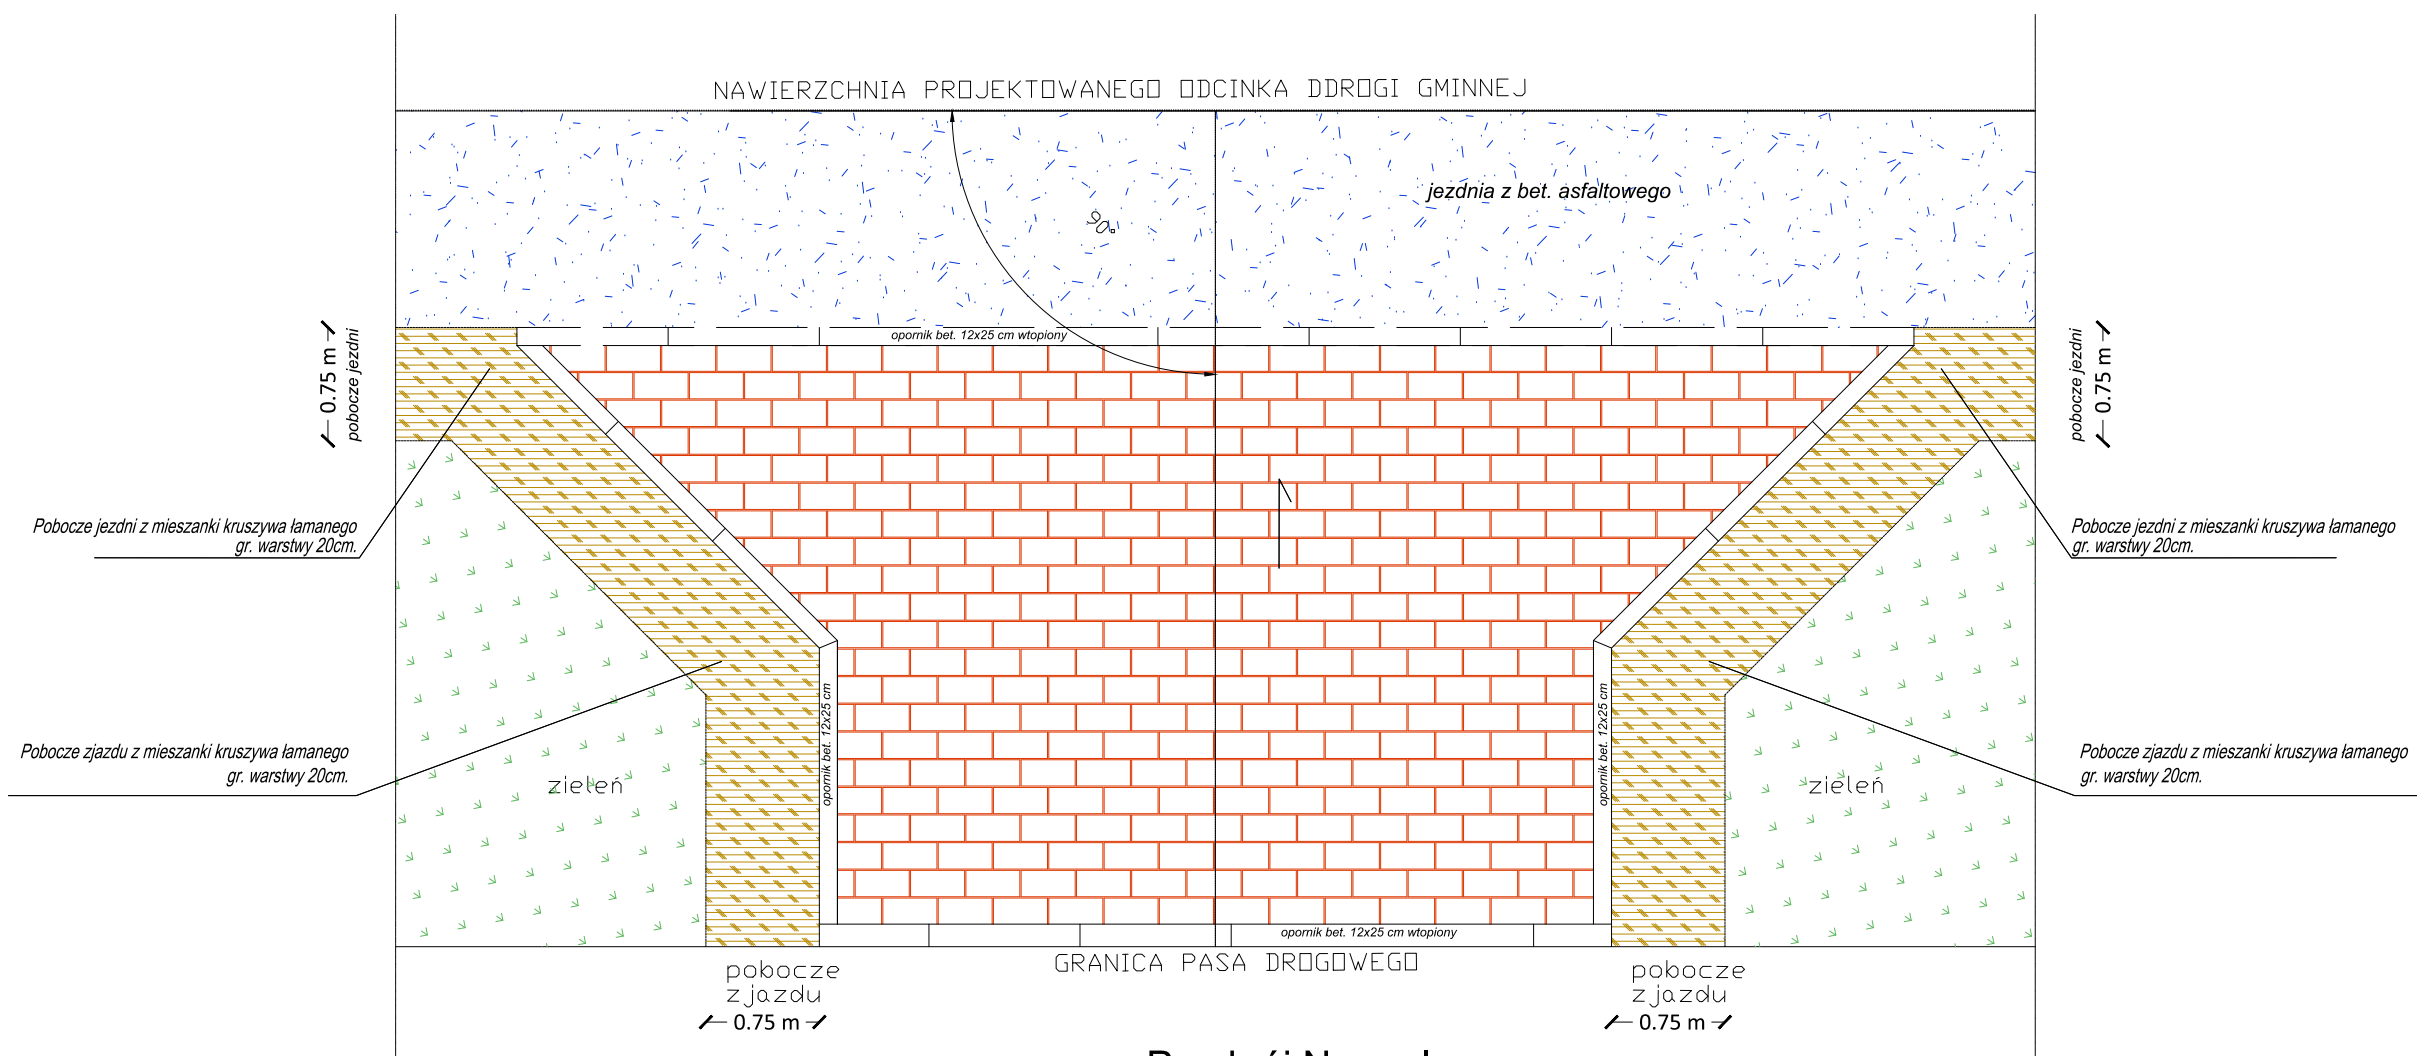 NAWIERZCHNIA PROJEKTOWANEGO ODCINKA DDROGI GMINNEJ
jezdnia z bet. asfaltowego
90°
opornik bet. 12x25 cm wtopiony
0.75 m
pobocze jezdni
pobocze jezdni
0.75 m
Pobocze jezdni z mieszanki kruszywa łamanego
gr. warstwy 20cm.
Pobocze jezdni z mieszanki kruszywa łamanego
gr. warstwy 20cm.
opornik bet. 12x25 cm
opornik bet. 12x25 cm
Pobocze zjazdu z mieszanki kruszywa łamanego
gr. warstwy 20cm.
Pobocze zjazdu z mieszanki kruszywa łamanego
gr. warstwy 20cm.
zieleń
zieleń
opornik bet. 12x25 cm wtopiony
GRANICA PASA DROGOWEGO
pobocze
zjazdu
0.75 m
pobocze
zjazdu
0.75 m